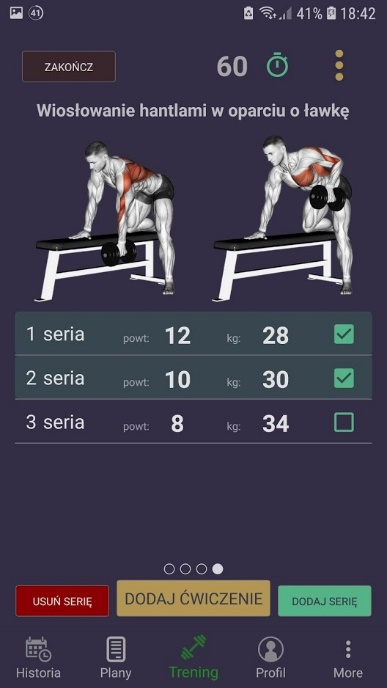 41 41% 18:42
ZAKOŃCZ 60
Wiosłowanie hantlami w oparciu o ławkę
1 seria powt: 12 kg: 28
2 seria powt: 10 kg: 30
3 seria powt: 8 kg: 34
USUŃ SERIĘ DODAJ ĆWICZENIE DODAJ SERIĘ
Historia Plany Trening Profil More